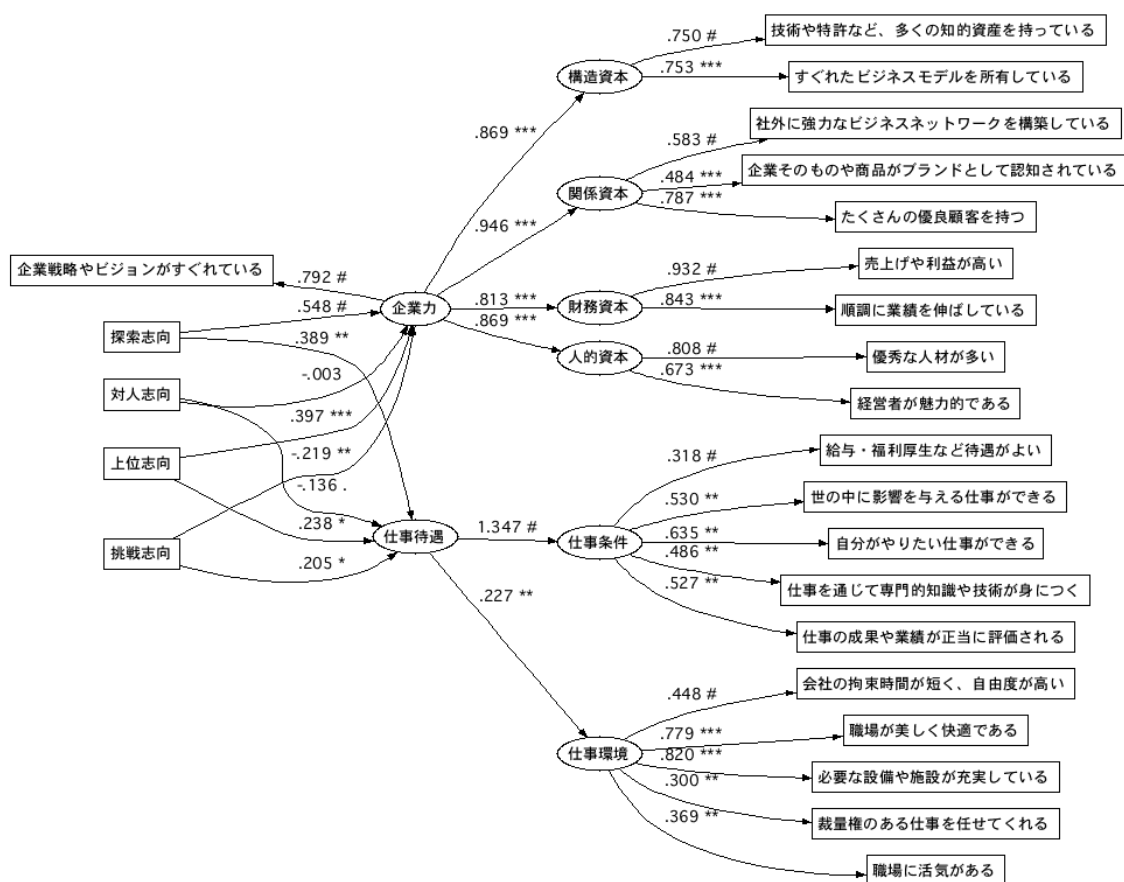 .750 #
技術や特許など、多くの知的資産を持っている
構造資本
.753 ***
すぐれたビジネスモデルを所有している
.869 ***
.583 #
社外に強力なビジネスネットワークを構築している
関係資本
.484 ***
企業そのものや商品がブランドとして認知されている
.787 ***
たくさんの優良顧客を持つ
.946 ***
企業戦略やビジョンがすぐれている
.792 #
企業力
.813 ***
財務資本
.932 #
売上げや利益が高い
.843 ***
順調に業績を伸ばしている
.548 #
.869 ***
探索志向
.389 **
人的資本
.808 #
優秀な人材が多い
.673 ***
経営者が魅力的である
-.003
対人志向
.397 ***
上位志向
-.219 **
-.136 .
.318 #
給与・福利厚生など待遇がよい
.530 **
世の中に影響を与える仕事ができる
.238 *
仕事待遇
1.347 #
仕事条件
.635 **
自分がやりたい仕事ができる
挑戦志向
.205 *
.486 **
仕事を通じて専門的知識や技術が身につく
.527 **
仕事の成果や業績が正当に評価される
.227 **
.448 #
会社の拘束時間が短く、自由度が高い
仕事環境
.779 ***
職場が美しく快適である
.820 ***
必要な設備や施設が充実している
.300 **
裁量権のある仕事を任せてくれる
.369 **
職場に活気がある